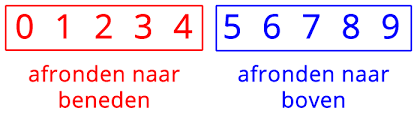 0 1 2 3 4
afronden naar
beneden
5 6 7 8 9
afronden naar
boven